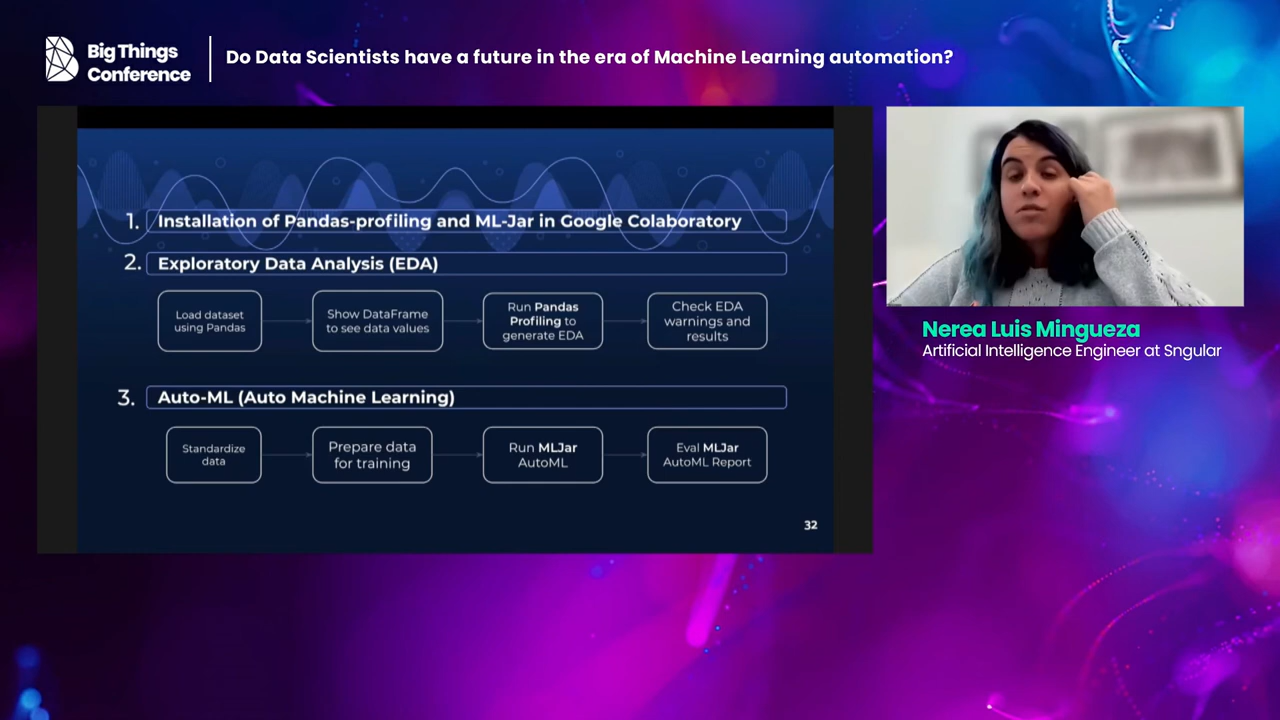 Big Things
Conference
Do Data Scientists have a future in the era of Machine Learning automation?
1. Installation of Pandas-profiling and ML-Jar in Google Colaboratory
2. Exploratory Data Analysis (EDA)
Load dataset
using Pandas
Show DataFrame
to see data values
Run Pandas
Profiling to
generate EDA
Check EDA
warnings and
results
3. Auto-ML (Auto Machine Learning)
Standardize
data
Prepare data
for training
Run MLJar
AutoML
Eval MLJar
AutoML Report
32
Nerea Luis Mingueza
Artificial Intelligence Engineer at Sngular